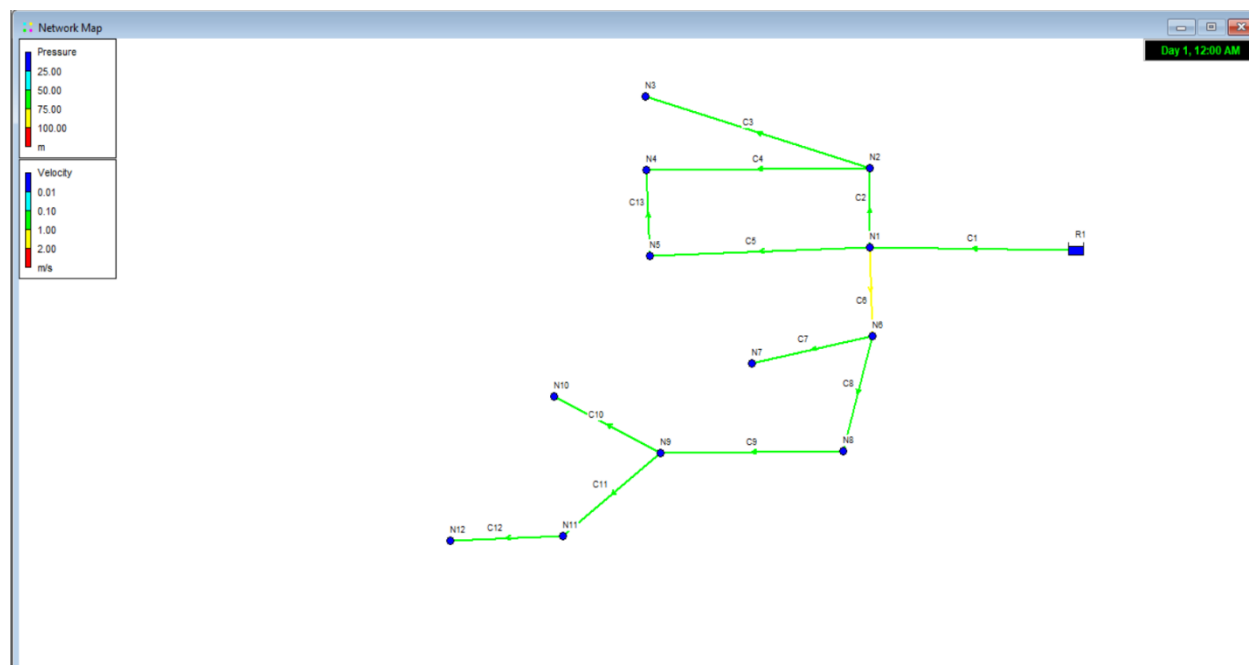 Network Map
Day 1, 12:00 AM
Pressure
25.00
50.00
75.00
100.00
m
Velocity
0.01
0.10
1.00
2.00
m/s
N3
C3
N4
C4
N2
C13
C2
N5
C5
N1
C1
R1
C6
N6
C7
N7
C8
N10
C10
N9
C9
N8
C11
N12
C12
N11